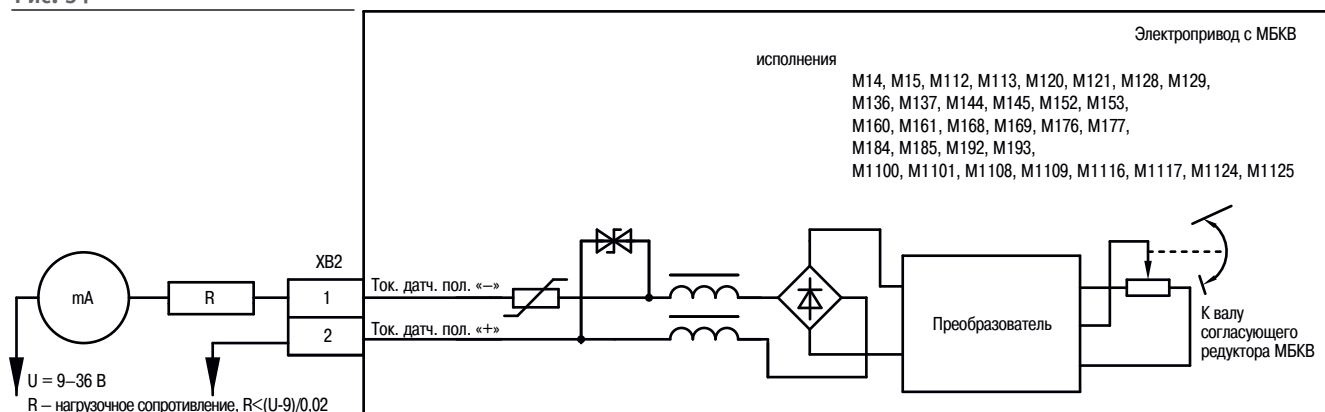 Электропривод с МБКВ
исполнения
М14, М15, М112, М113, М120, М121, М128, М129,
М136, М137, М144, М145, М152, М153,
М160, М161, М168, М169, М176, М177,
М184, М185, М192, М193,
М1100, М1101, М1108, М1109, М1116, М1117, М1124, М1125
ХВ2
mA
R
1
Ток. датч. пол. «–»
2
Ток. датч. пол. «+»
Преобразователь
К валу
согласующего
редуктора МБКВ
U = 9–36 В
R – нагрузочное сопротивление, R<(U-9)/0,02